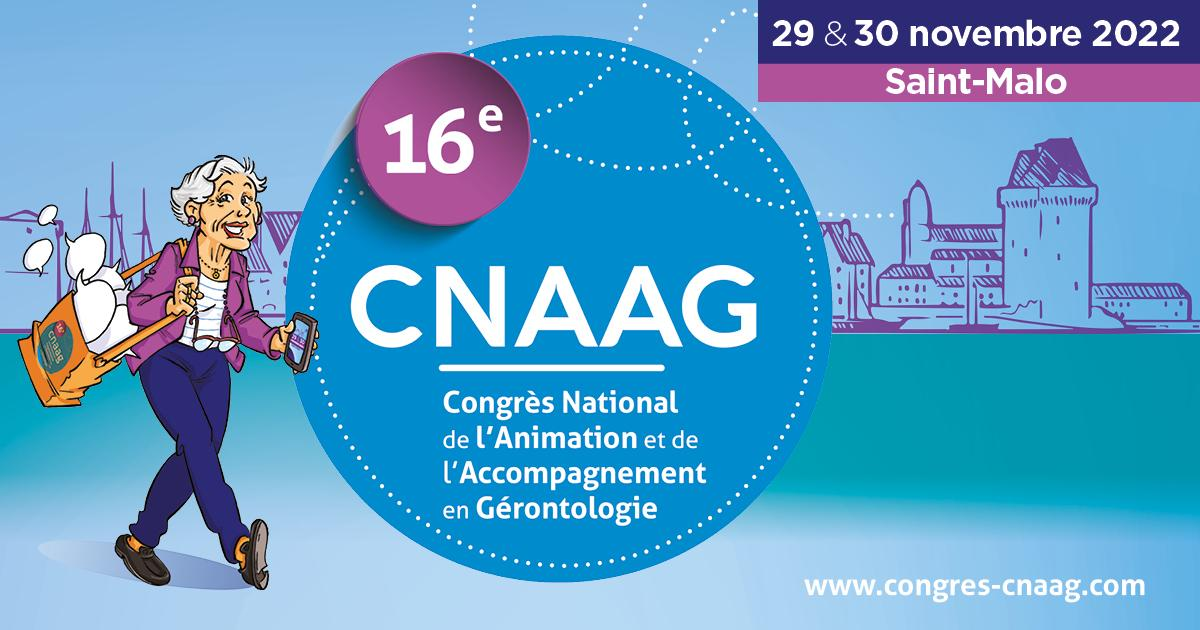 29 & 30 novembre 2022
Saint-Malo
16e
CNAAG
Congrès National
de l'Animation et de
l'Accompagnement
en Gérontologie
cnaag
www.congres-cnaag.com